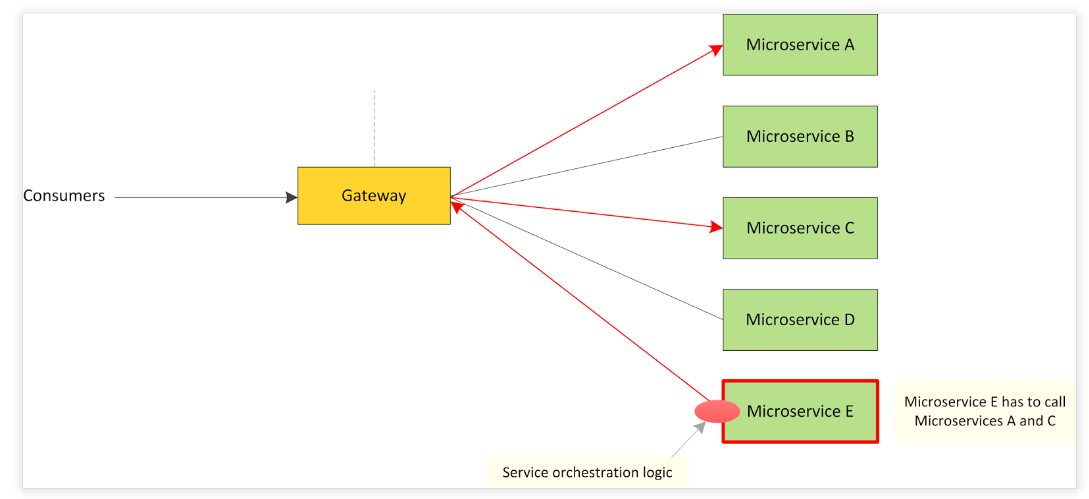 Microservice A
Microservice B
Consumers
Gateway
Microservice C
Microservice D
Microservice E
Microservice E has to call
Microservices A and C
Service orchestration logic